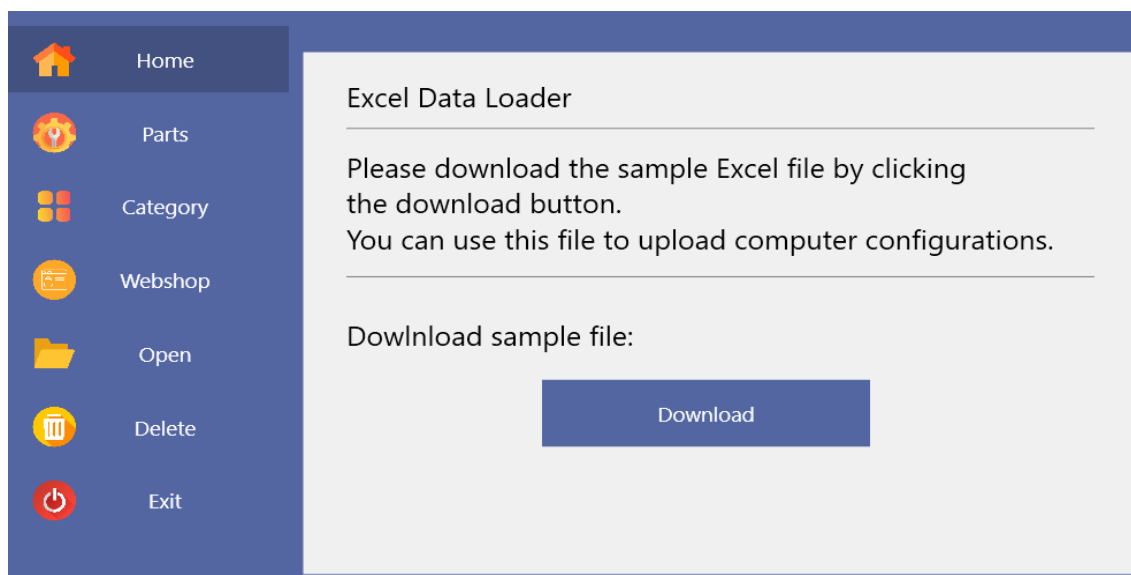 Home
Parts
Category
Webshop
Open
Delete
Exit
Excel Data Loader
Please download the sample Excel file by clicking
the download button.
You can use this file to upload computer configurations.
Dowlnload sample file:
Download